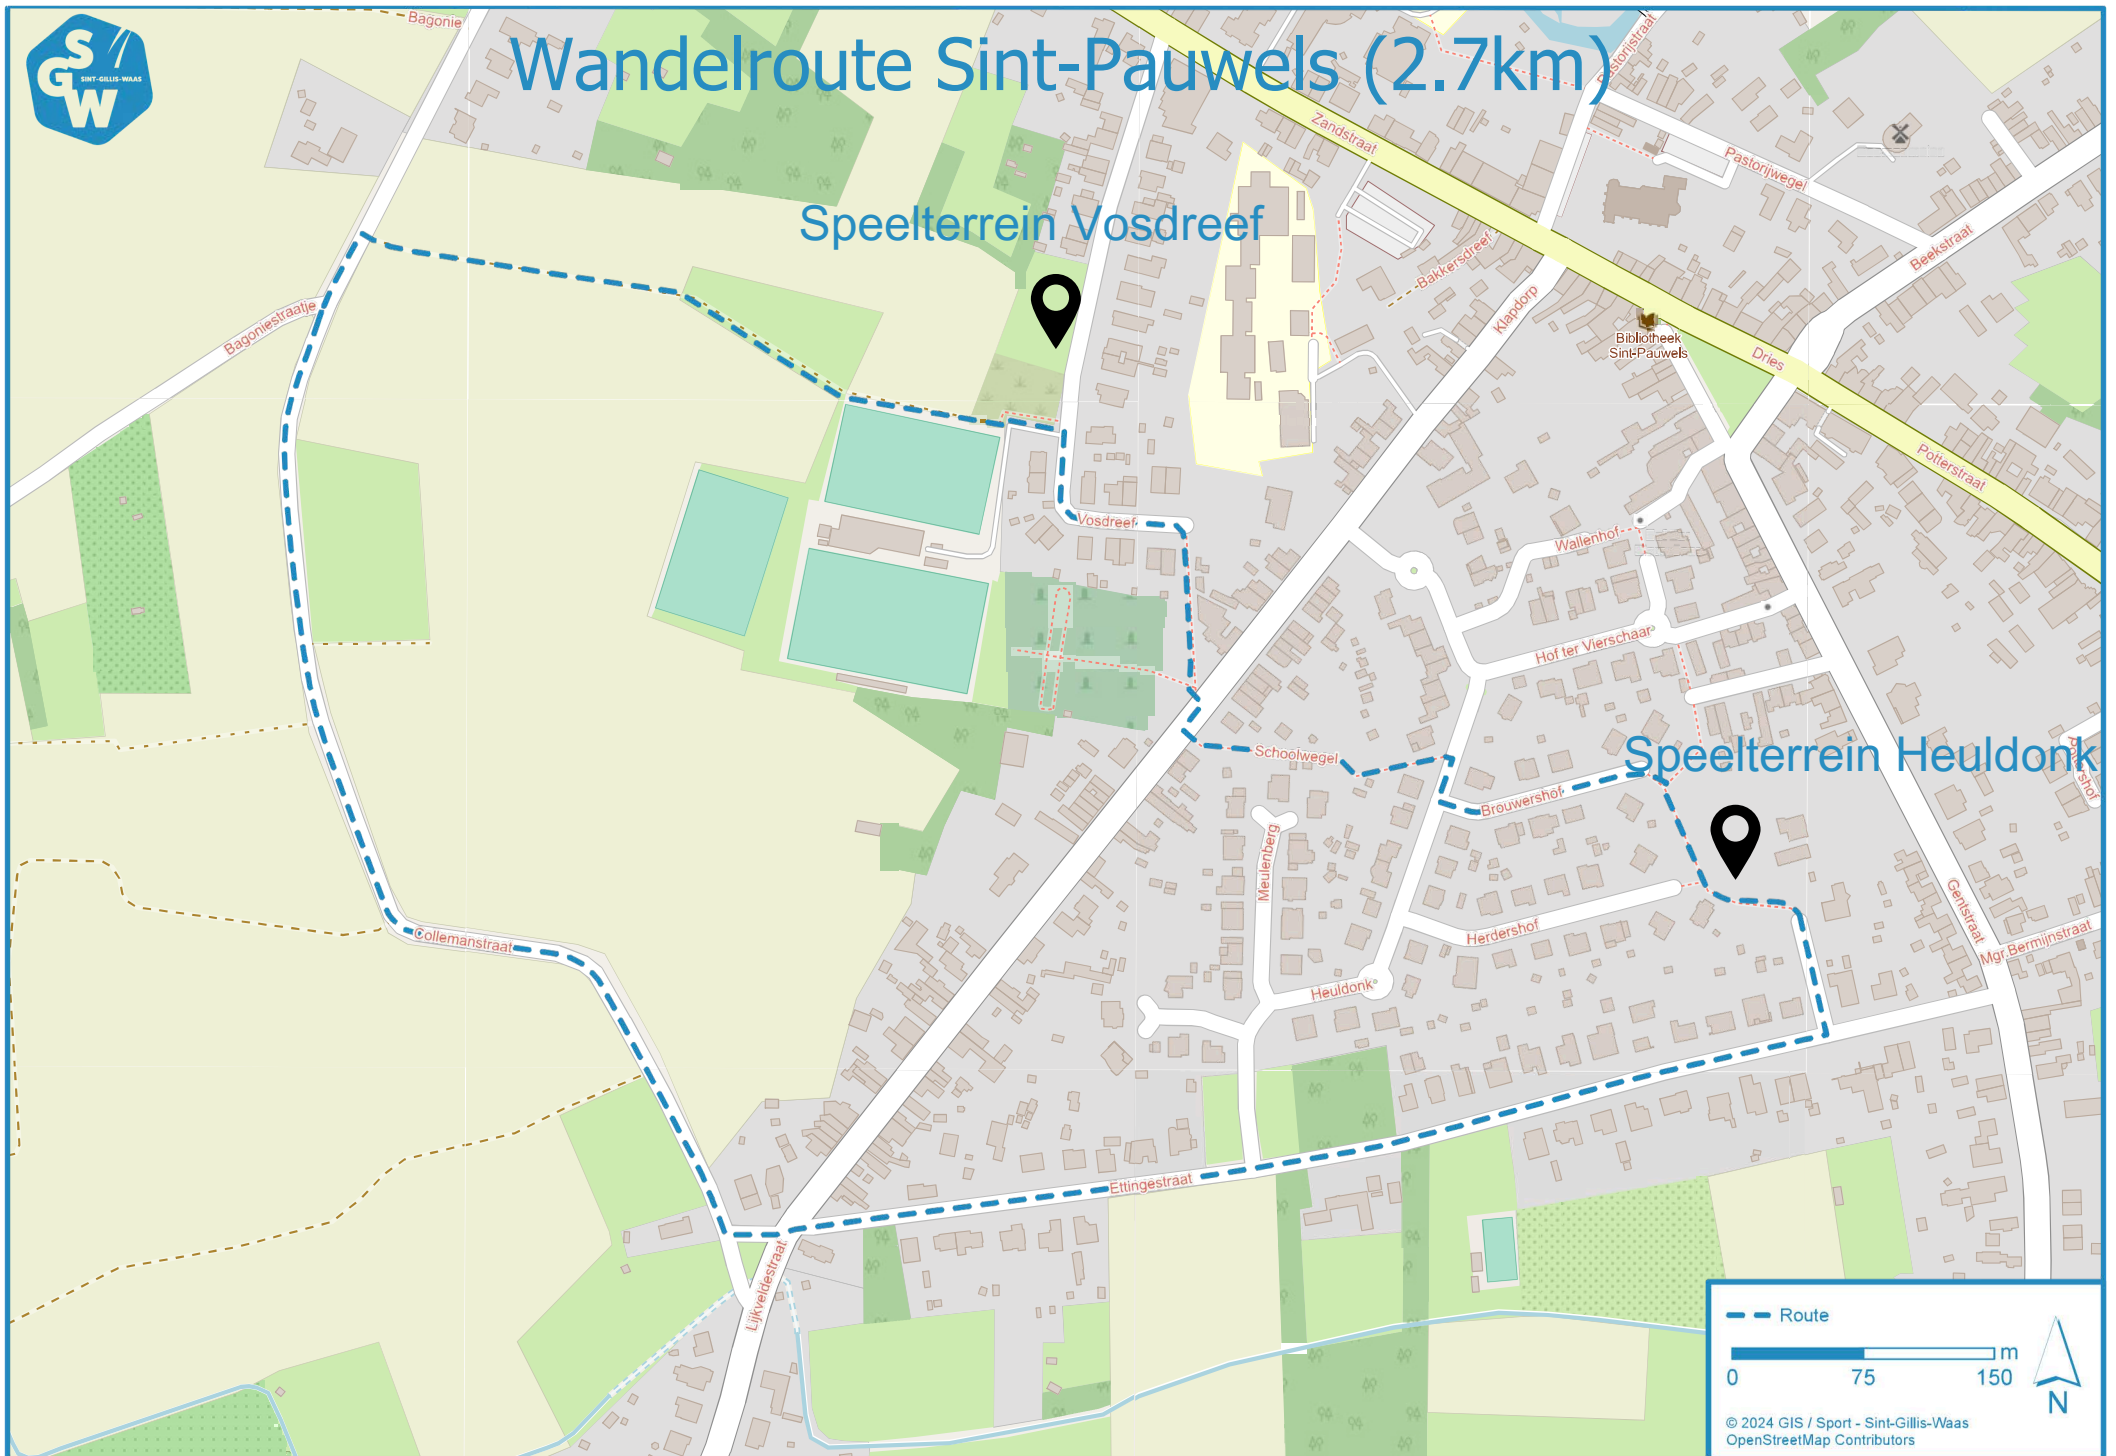 Bagonie
SGW
SINT-GILLIS-WAAS
Wandelroute Sint-Pauwels (2.7km)
Pastorijstraat
Zandstraat
Pastorijwegel
Speelterrein Vosdreef
Bakkersdreef
Beekstraat
Bagoniestraatje
Klapdorp
Bibliotheek
Sint-Pauwels
Dries
Potterstraat
Vosdreef
Wallenhof
Hof ter Vierschaar
Schoolwegel
Speelterrein Heuldonk
Brouwershof
Meulenberg
Collemanstraat
Herdershof
Gentstraat
Mgr.Bermijnstraat
Heuldonk
Ettingestraat
Lijkveldestraat
Route
m
0 75 150
N
© 2024 GIS / Sport - Sint-Gillis-Waas
OpenStreetMap Contributors